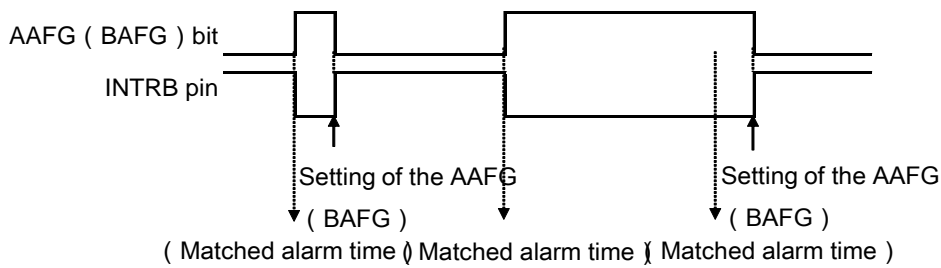 AAFG ( BAFG ) bit
INTRB pin
Setting of the AAFG
( BAFG )
Setting of the AAFG
( BAFG )
( Matched alarm time )
( Matched alarm time )
( Matched alarm time )